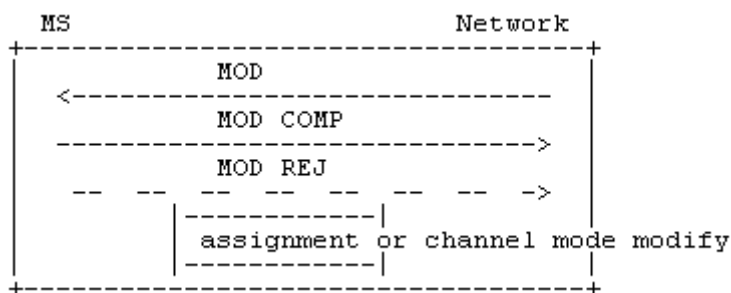 MS Network
MOD
MOD COMP
MOD REJ
assignment or channel mode modify